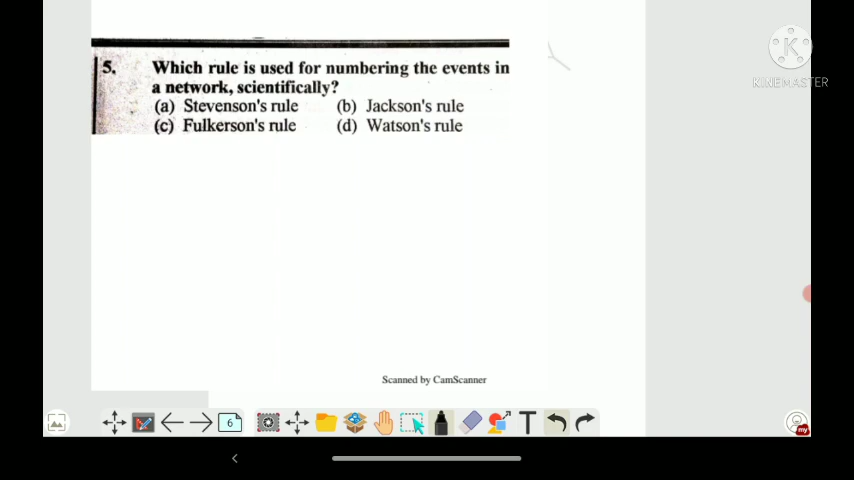 K
KINEMASTER
5. Which rule is used for numbering the events in
a network, scientifically?
(a) Stevenson's rule (b) Jackson's rule
(c) Fulkerson's rule (d) Watson's rule
Scanned by CamScanner
6
T
my